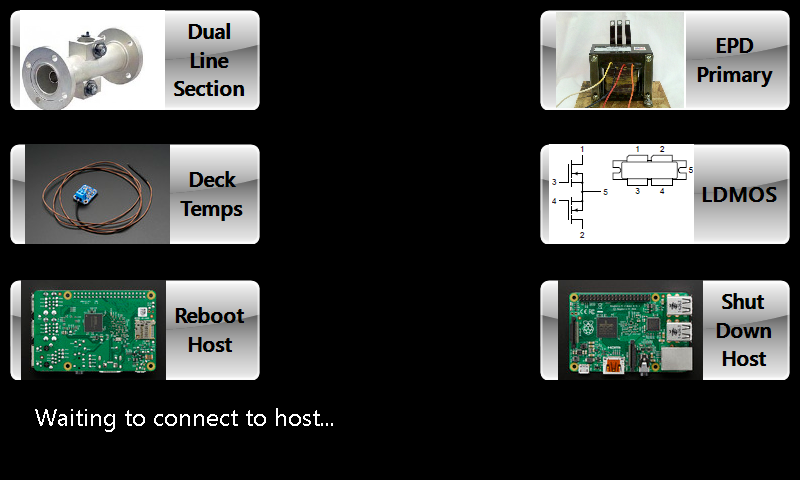 Dual
Line
Section
EPD
Primary
Deck
Temps
1
3
4
5
2
1 2
5
3 4
LDMOS
Reboot
Host
Shut
Down
Host
Waiting to connect to host...